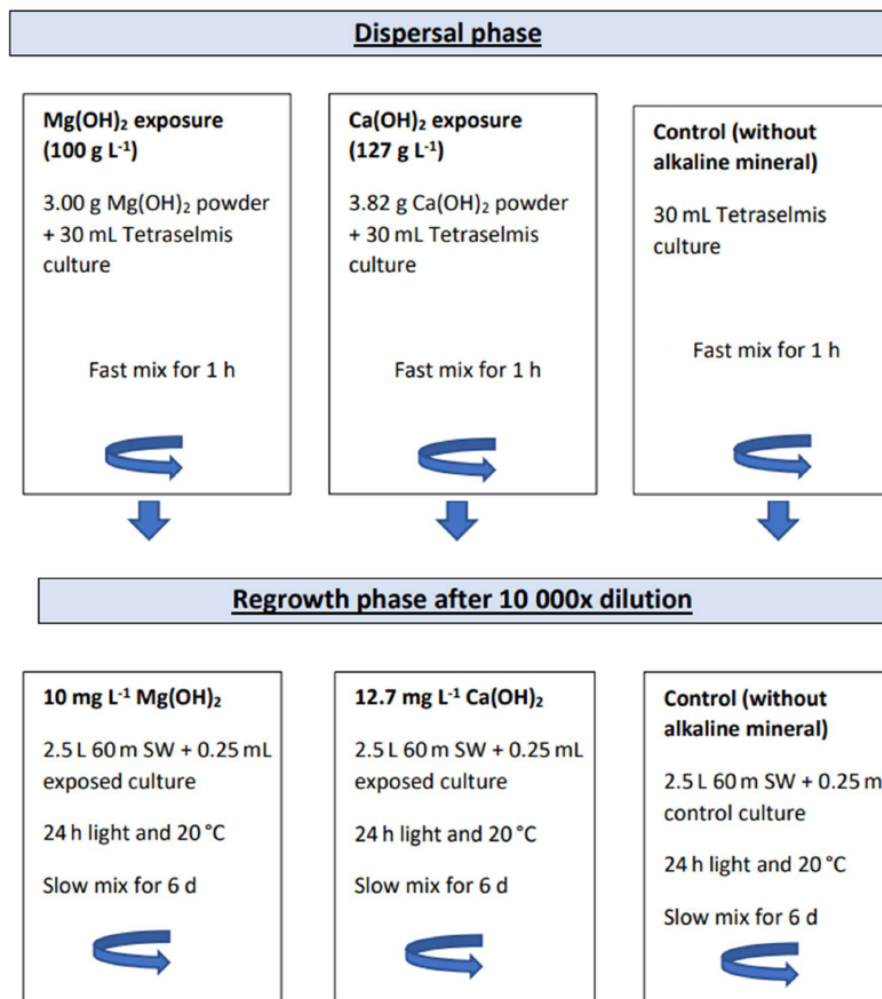 Dispersal phase
Mg(OH)₂ exposure
(100 g L⁻¹)
3.00 g Mg(OH)₂ powder
+ 30 mL Tetraselmis
culture
Fast mix for 1 h
Ca(OH)₂ exposure
(127 g L⁻¹)
3.82 g Ca(OH)₂ powder
+ 30 mL Tetraselmis
culture
Fast mix for 1 h
Control (without
alkaline mineral)
30 mL Tetraselmis
culture
Fast mix for 1 h
Regrowth phase after 10 000x dilution
10 mg L⁻¹ Mg(OH)₂
2.5 L 60 m SW + 0.25 mL
exposed culture
24 h light and 20 °C
Slow mix for 6 d
12.7 mg L⁻¹ Ca(OH)₂
2.5 L 60 m SW + 0.25 mL
exposed culture
24 h light and 20 °C
Slow mix for 6 d
Control (without
alkaline mineral)
2.5 L 60 m SW + 0.25 m
control culture
24 h light and 20 °C
Slow mix for 6 d